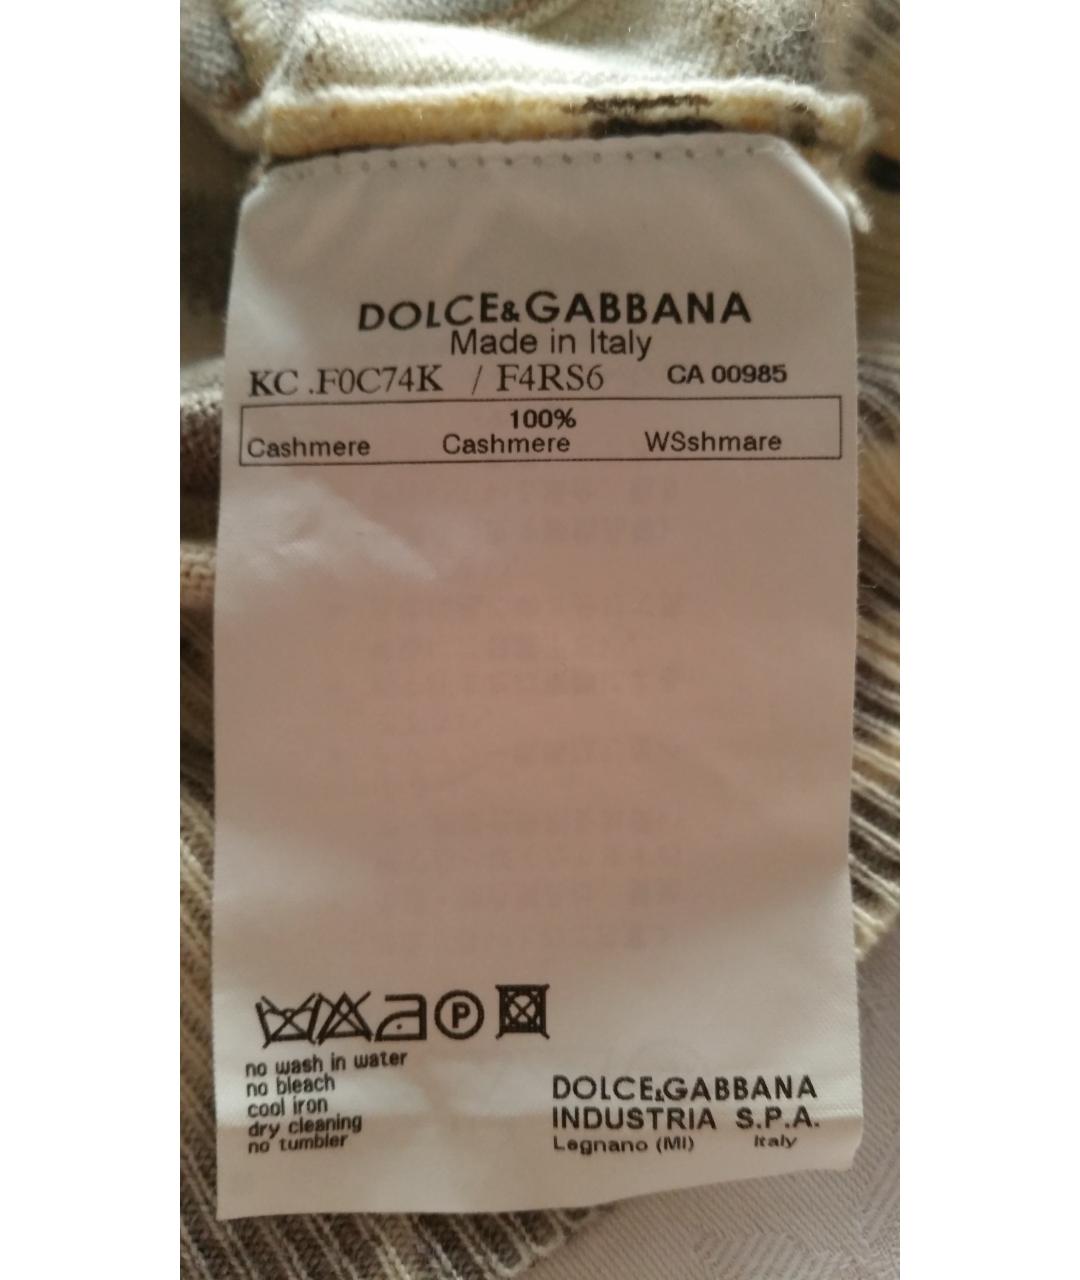 DOLCE&GABBANA
Made in Italy
KC .F0C74K / F4RS6 CA 00985
100%
Cashmere Cashmere WSshmare
P
no wash in water
no bleach
cool iron
dry cleaning
no tumbler
DOLCE&GABBANA
INDUSTRIA S.P.A.
Legnano (MI) Italy